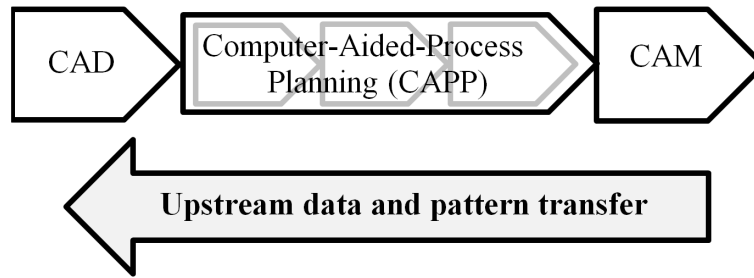 CAD
Computer-Aided-Process
Planning (CAPP)
CAM
Upstream data and pattern transfer